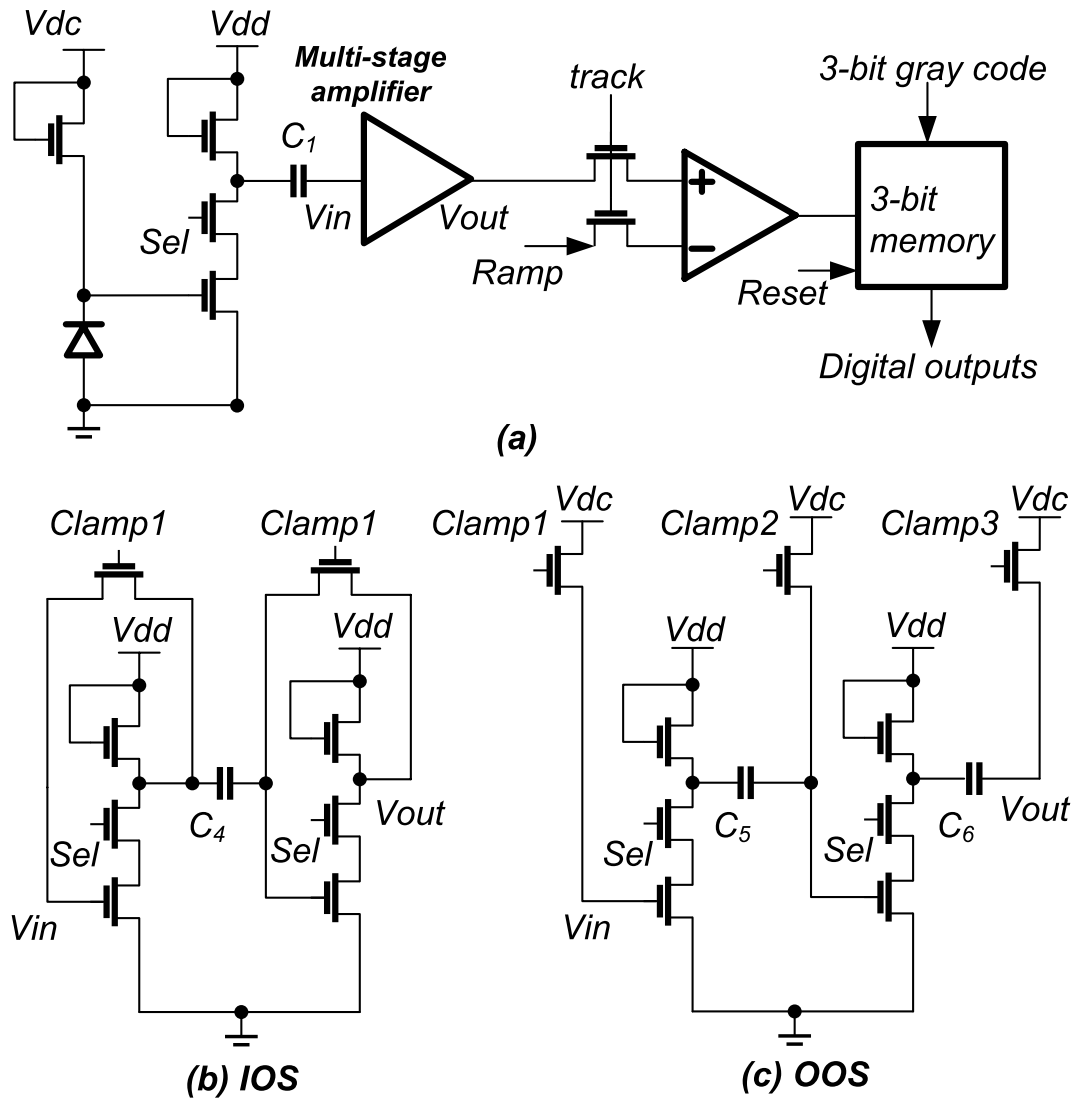 Vdc
Vdd
Multi-stage
amplifier
track
3-bit gray code
C1
Sel
Vin
Vout
3-bit
memory
Ramp
Reset
Digital outputs
(a)
Clamp1
Clamp1
Vdd
Vdd
C4
Vout
Sel
Sel
Vin
(b) IOS
Vdc
Vdc
Vdc
Clamp1
Clamp2
Clamp3
Vdd
Vdd
C5
C6
Vout
Sel
Sel
Vin
(c) OOS